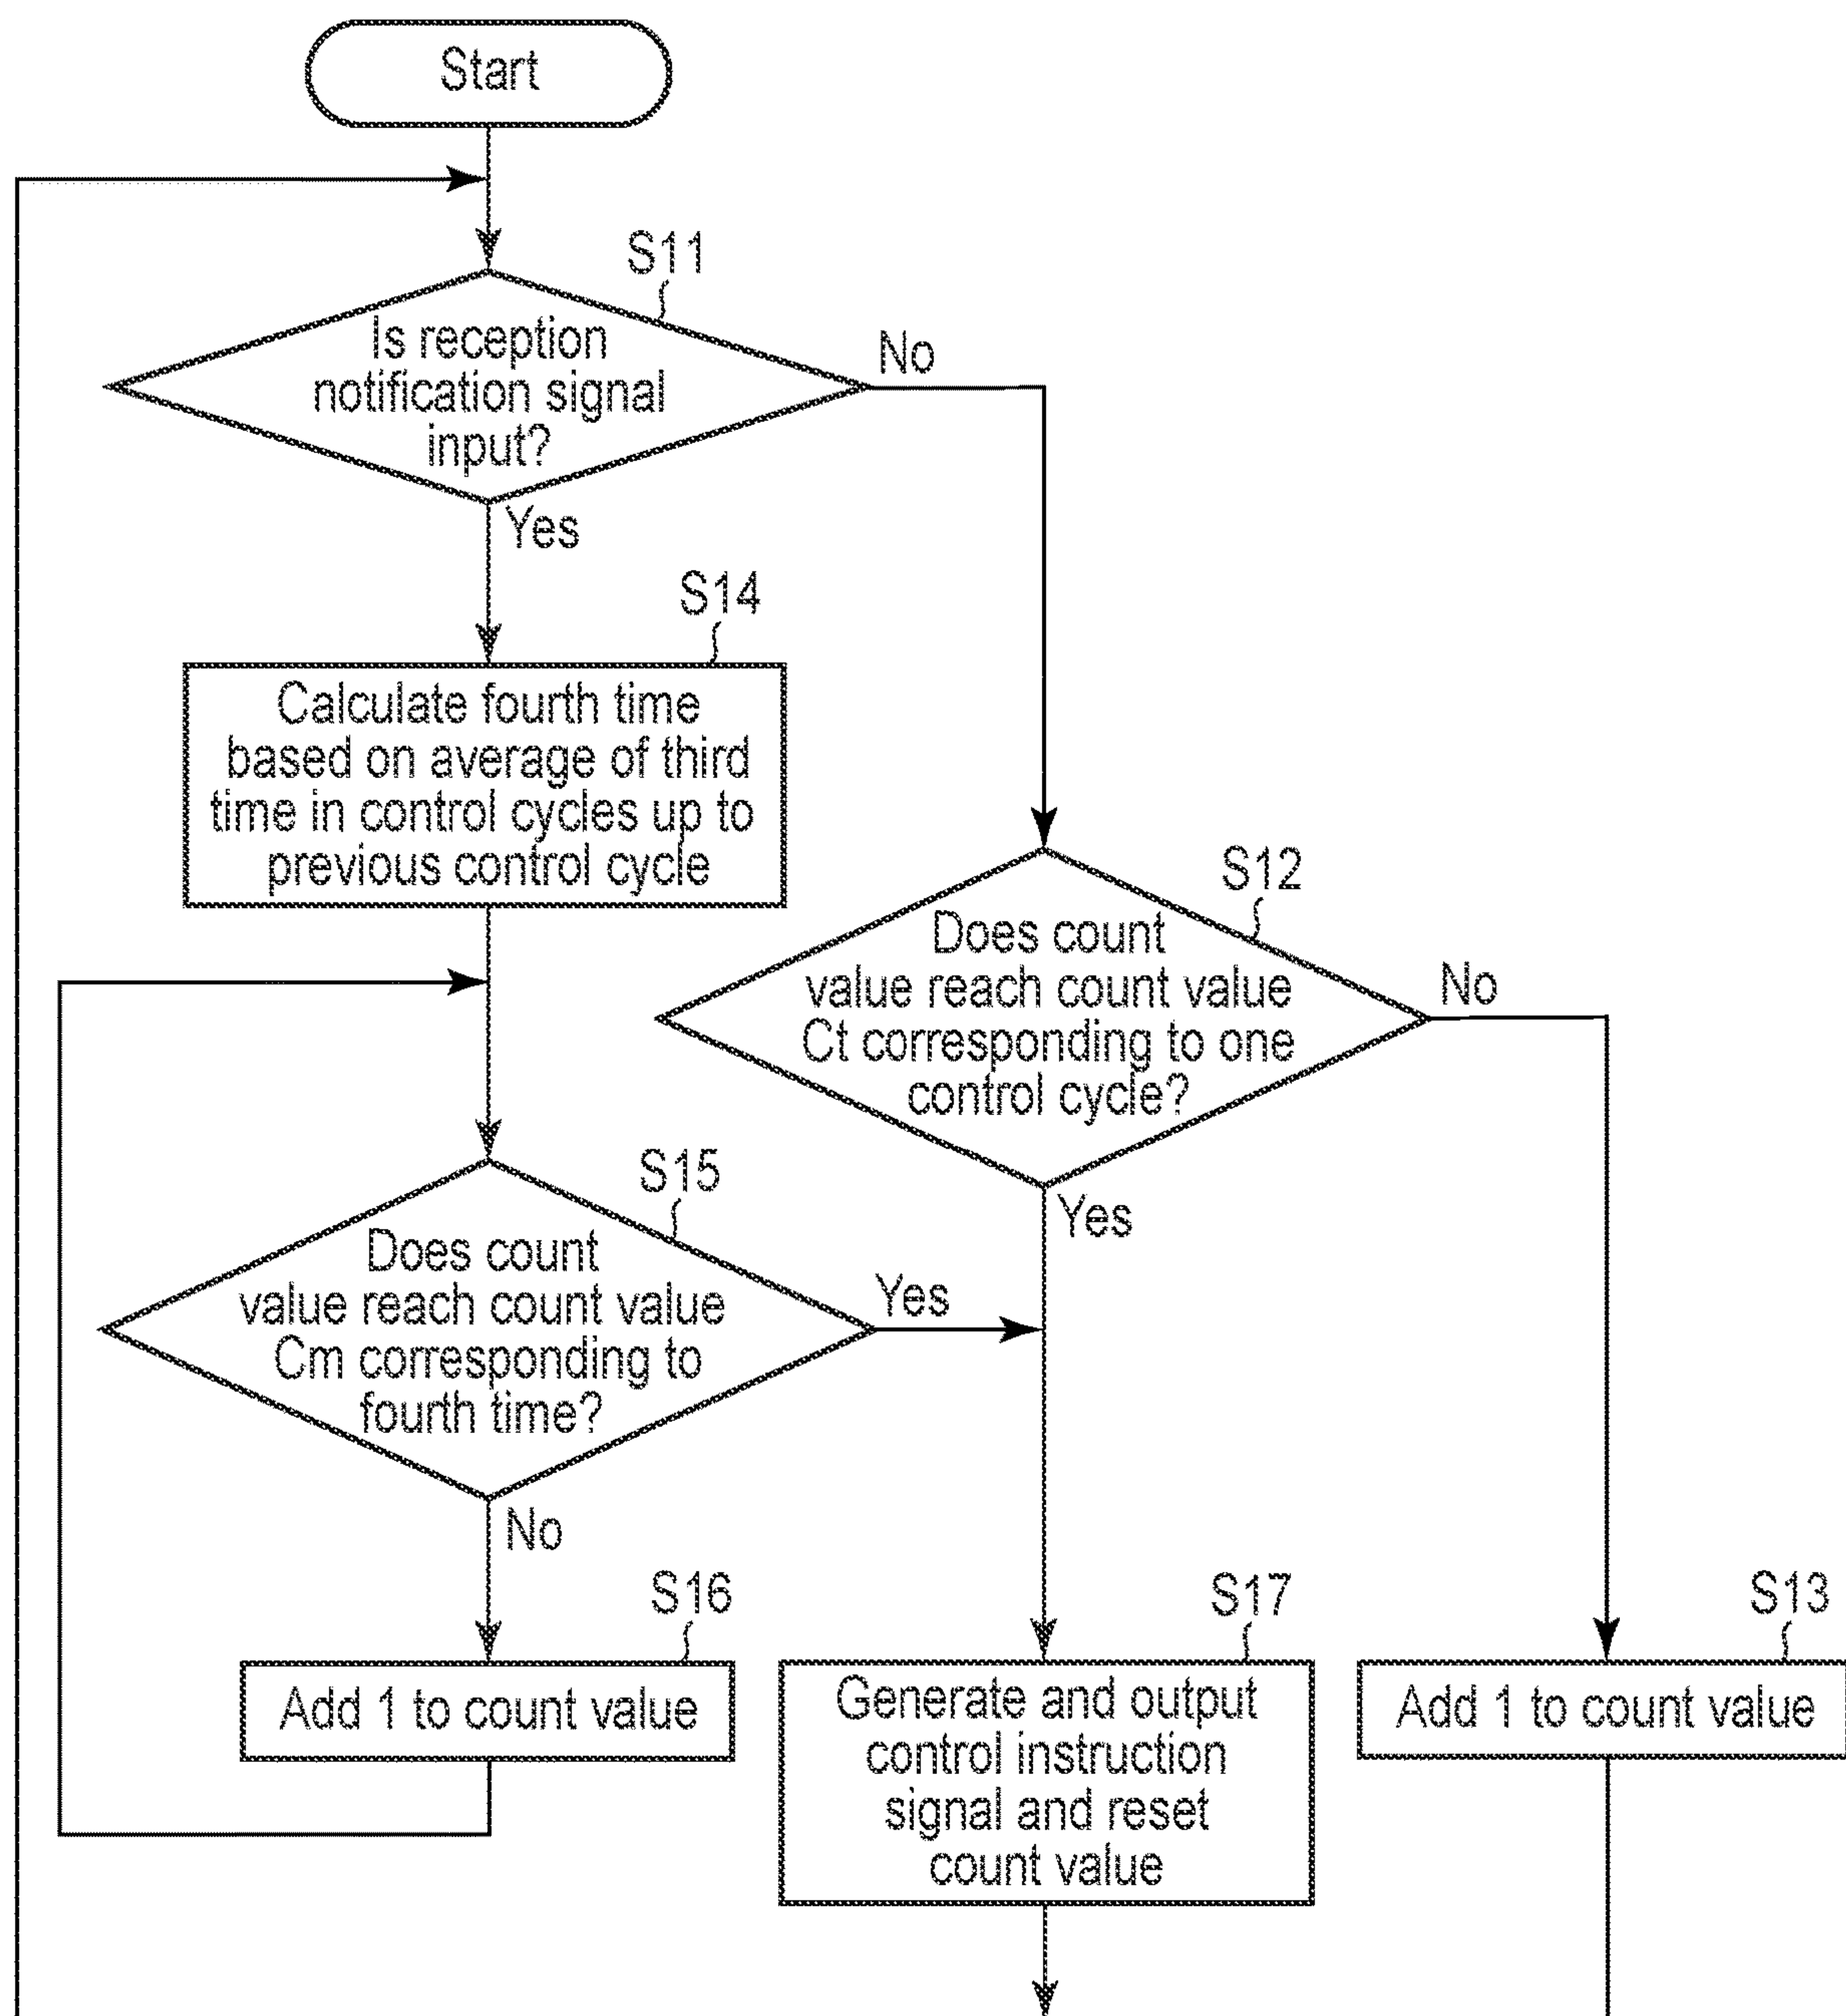 Start
S11
Is reception
notification signal
input?
No
Yes
S14
Calculate fourth time
based on average of third
time in control cycles up to
previous control cycle
S12
Does count
value reach count value
Ct corresponding to one
control cycle?
No
Yes
S15
Does count
value reach count value
Cm corresponding to
fourth time?
Yes
No
S16
Add 1 to count value
S17
Generate and output
control instruction
signal and reset
count value
S13
Add 1 to count value